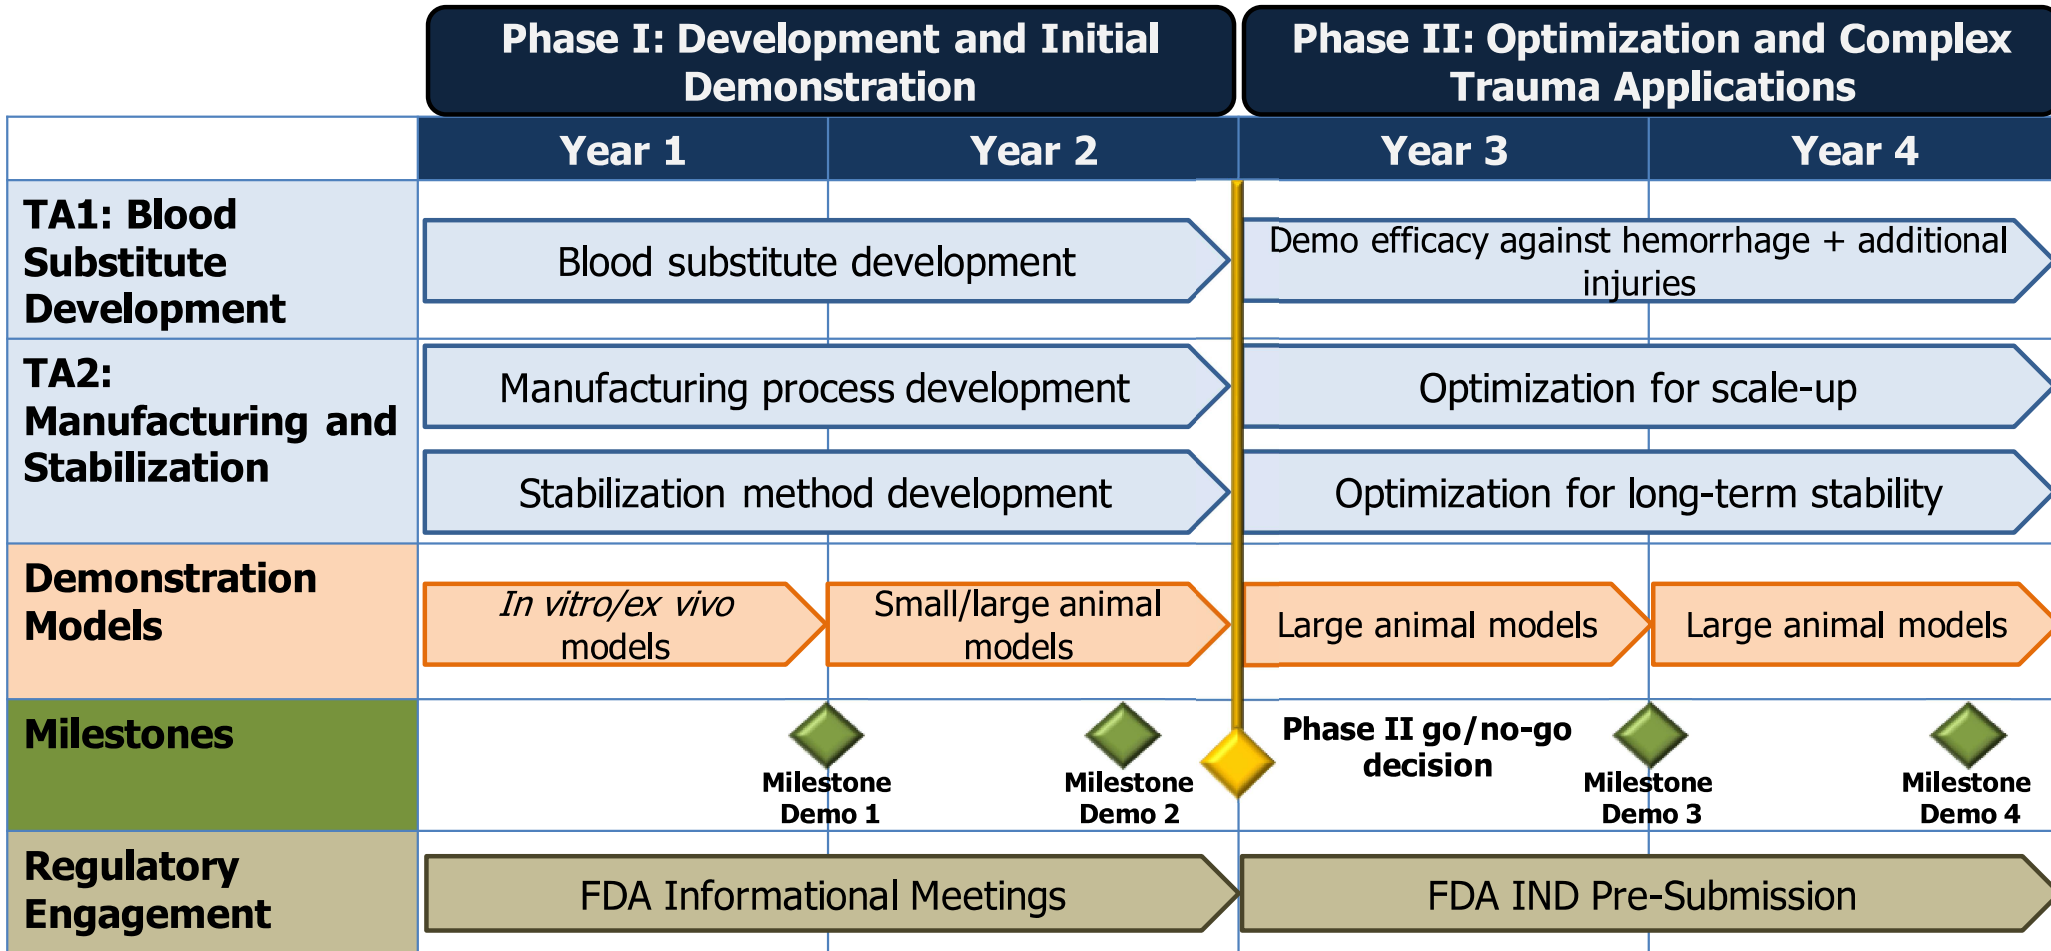 Phase I: Development and Initial
Demonstration
Phase II: Optimization and Complex
Trauma Applications
Year 1
Year 2
Year 3
Year 4
TA1: Blood
Substitute
Development
Blood substitute development
Demo efficacy against hemorrhage + additional
injuries
TA2:
Manufacturing and
Stabilization
Manufacturing process development
Optimization for scale-up
Stabilization method development
Optimization for long-term stability
Demonstration
Models
In vitro/ex vivo
models
Small/large animal
models
Large animal models
Large animal models
Milestones
Milestone
Demo 1
Milestone
Demo 2
Phase II go/no-go
decision
Milestone
Demo 3
Milestone
Demo 4
Regulatory
Engagement
FDA Informational Meetings
FDA IND Pre-Submission